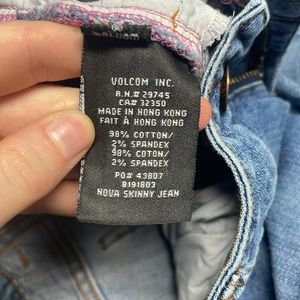 VOLCOM
VOLCOM INC.
R.N.# 29745
CA# 32350
MADE IN HONG KONG
FAIT À HONG KONG
98% COTTON/
2% SPANDEX
98% COTON/
2% SPANDEX
PO# 43807
B191803
NOVA SKINNY JEAN